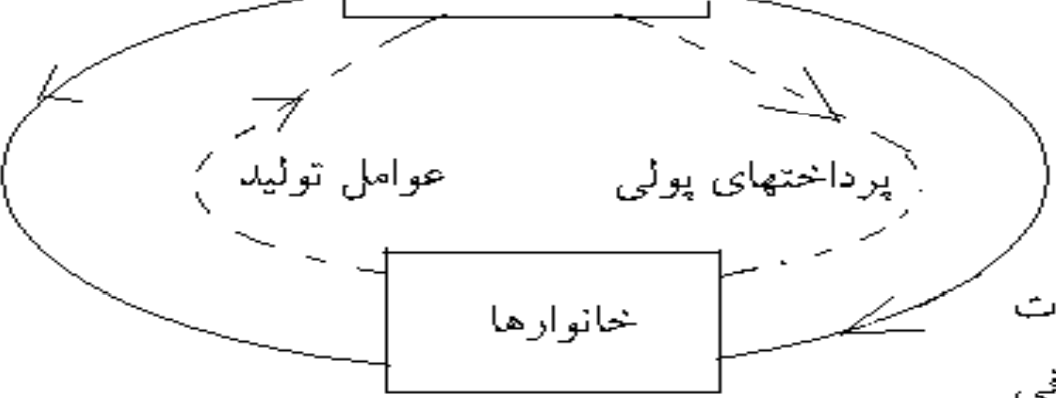 عوامل تولید
پرداختهای پولی
خانوارها